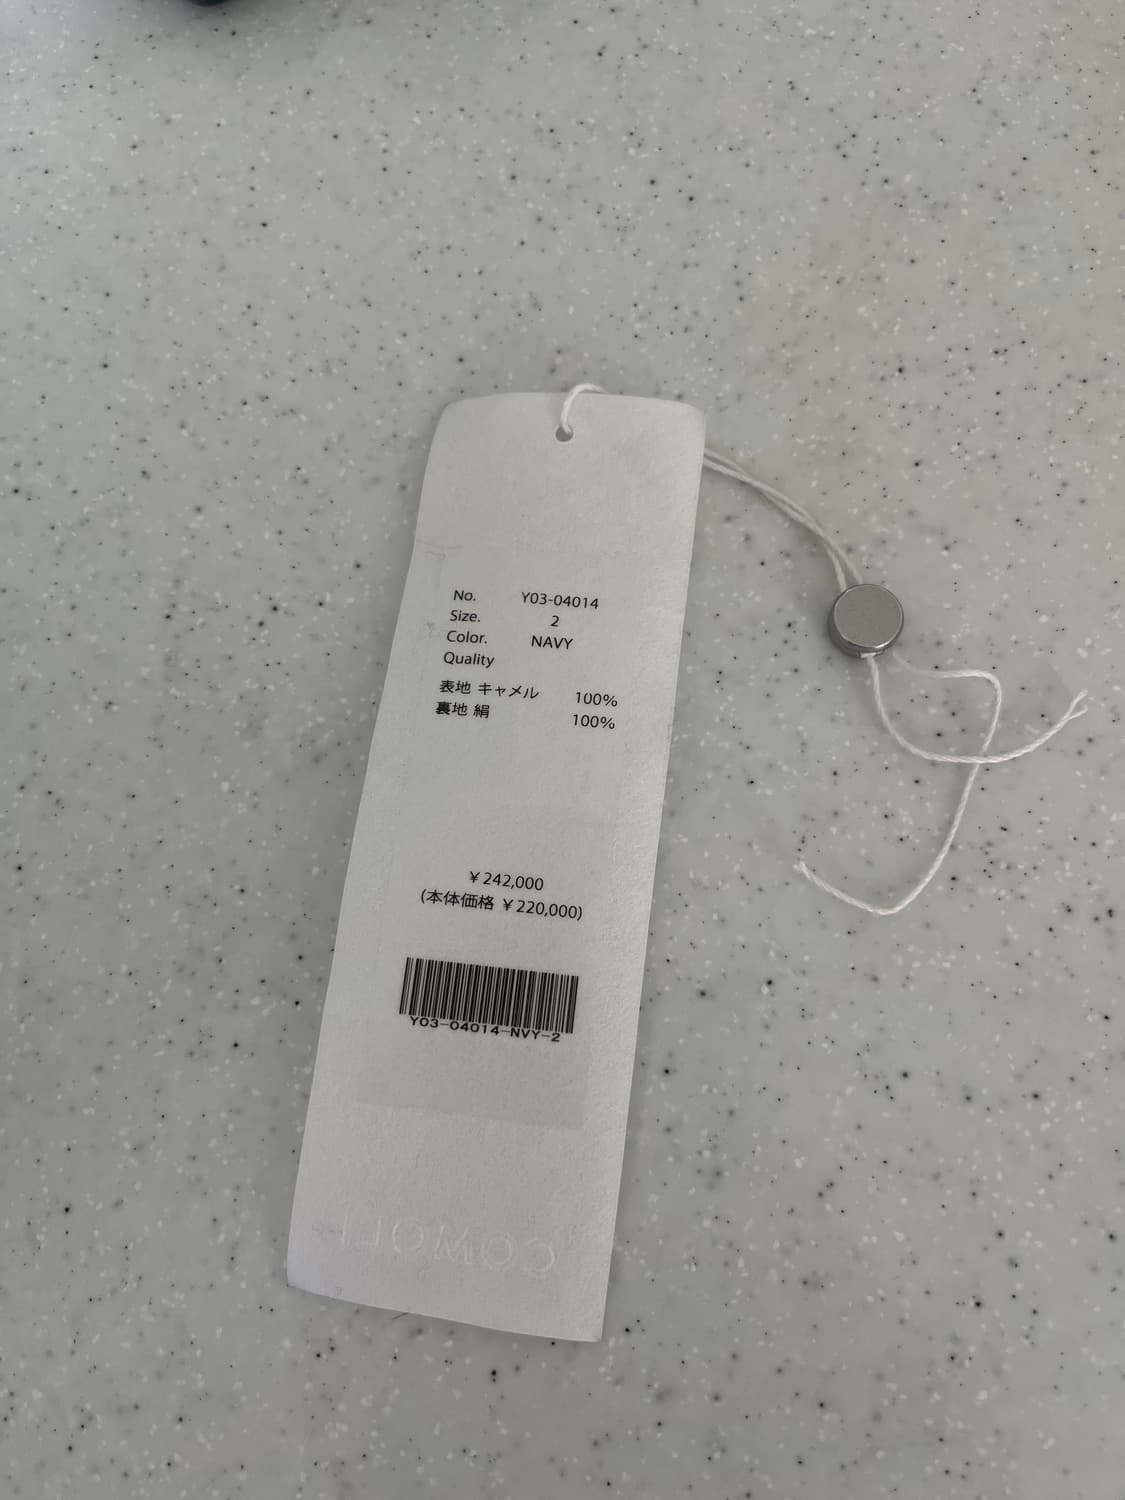 No. Y03-04014
Size. 2
Color. NAVY
Quality
表地 キャメル 100%
裏地 絹 100%
￥242,000
(本体価格 ￥220,000)
Y03-04014-NVY-2